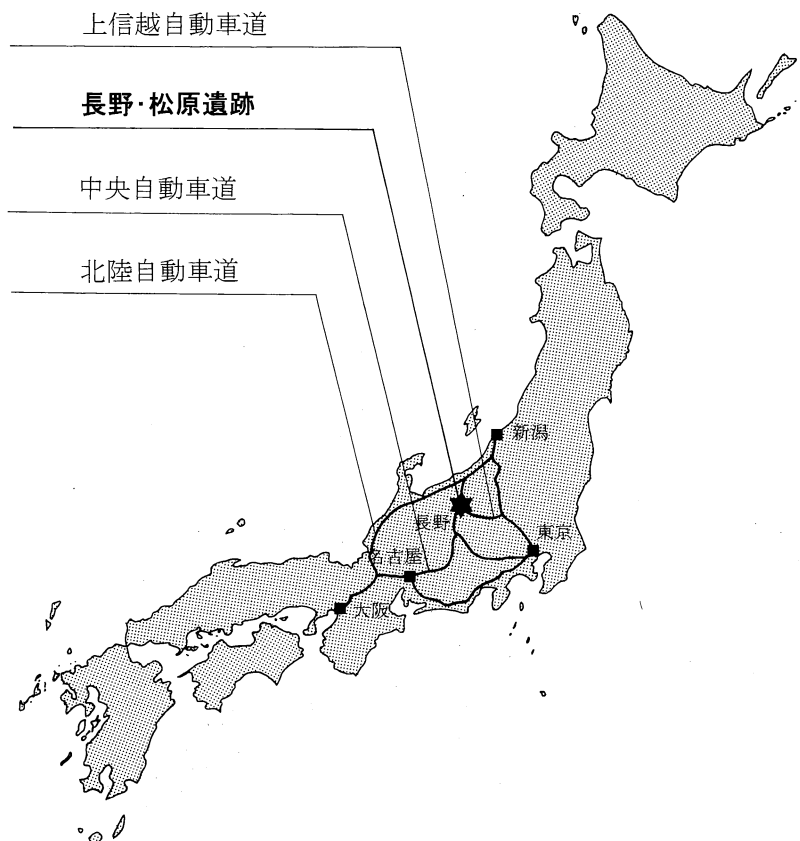 上信越自動車道
長野･松原遺跡
中央自動車道
北陸自動車道
新潟
長野
東京
名古屋
大阪